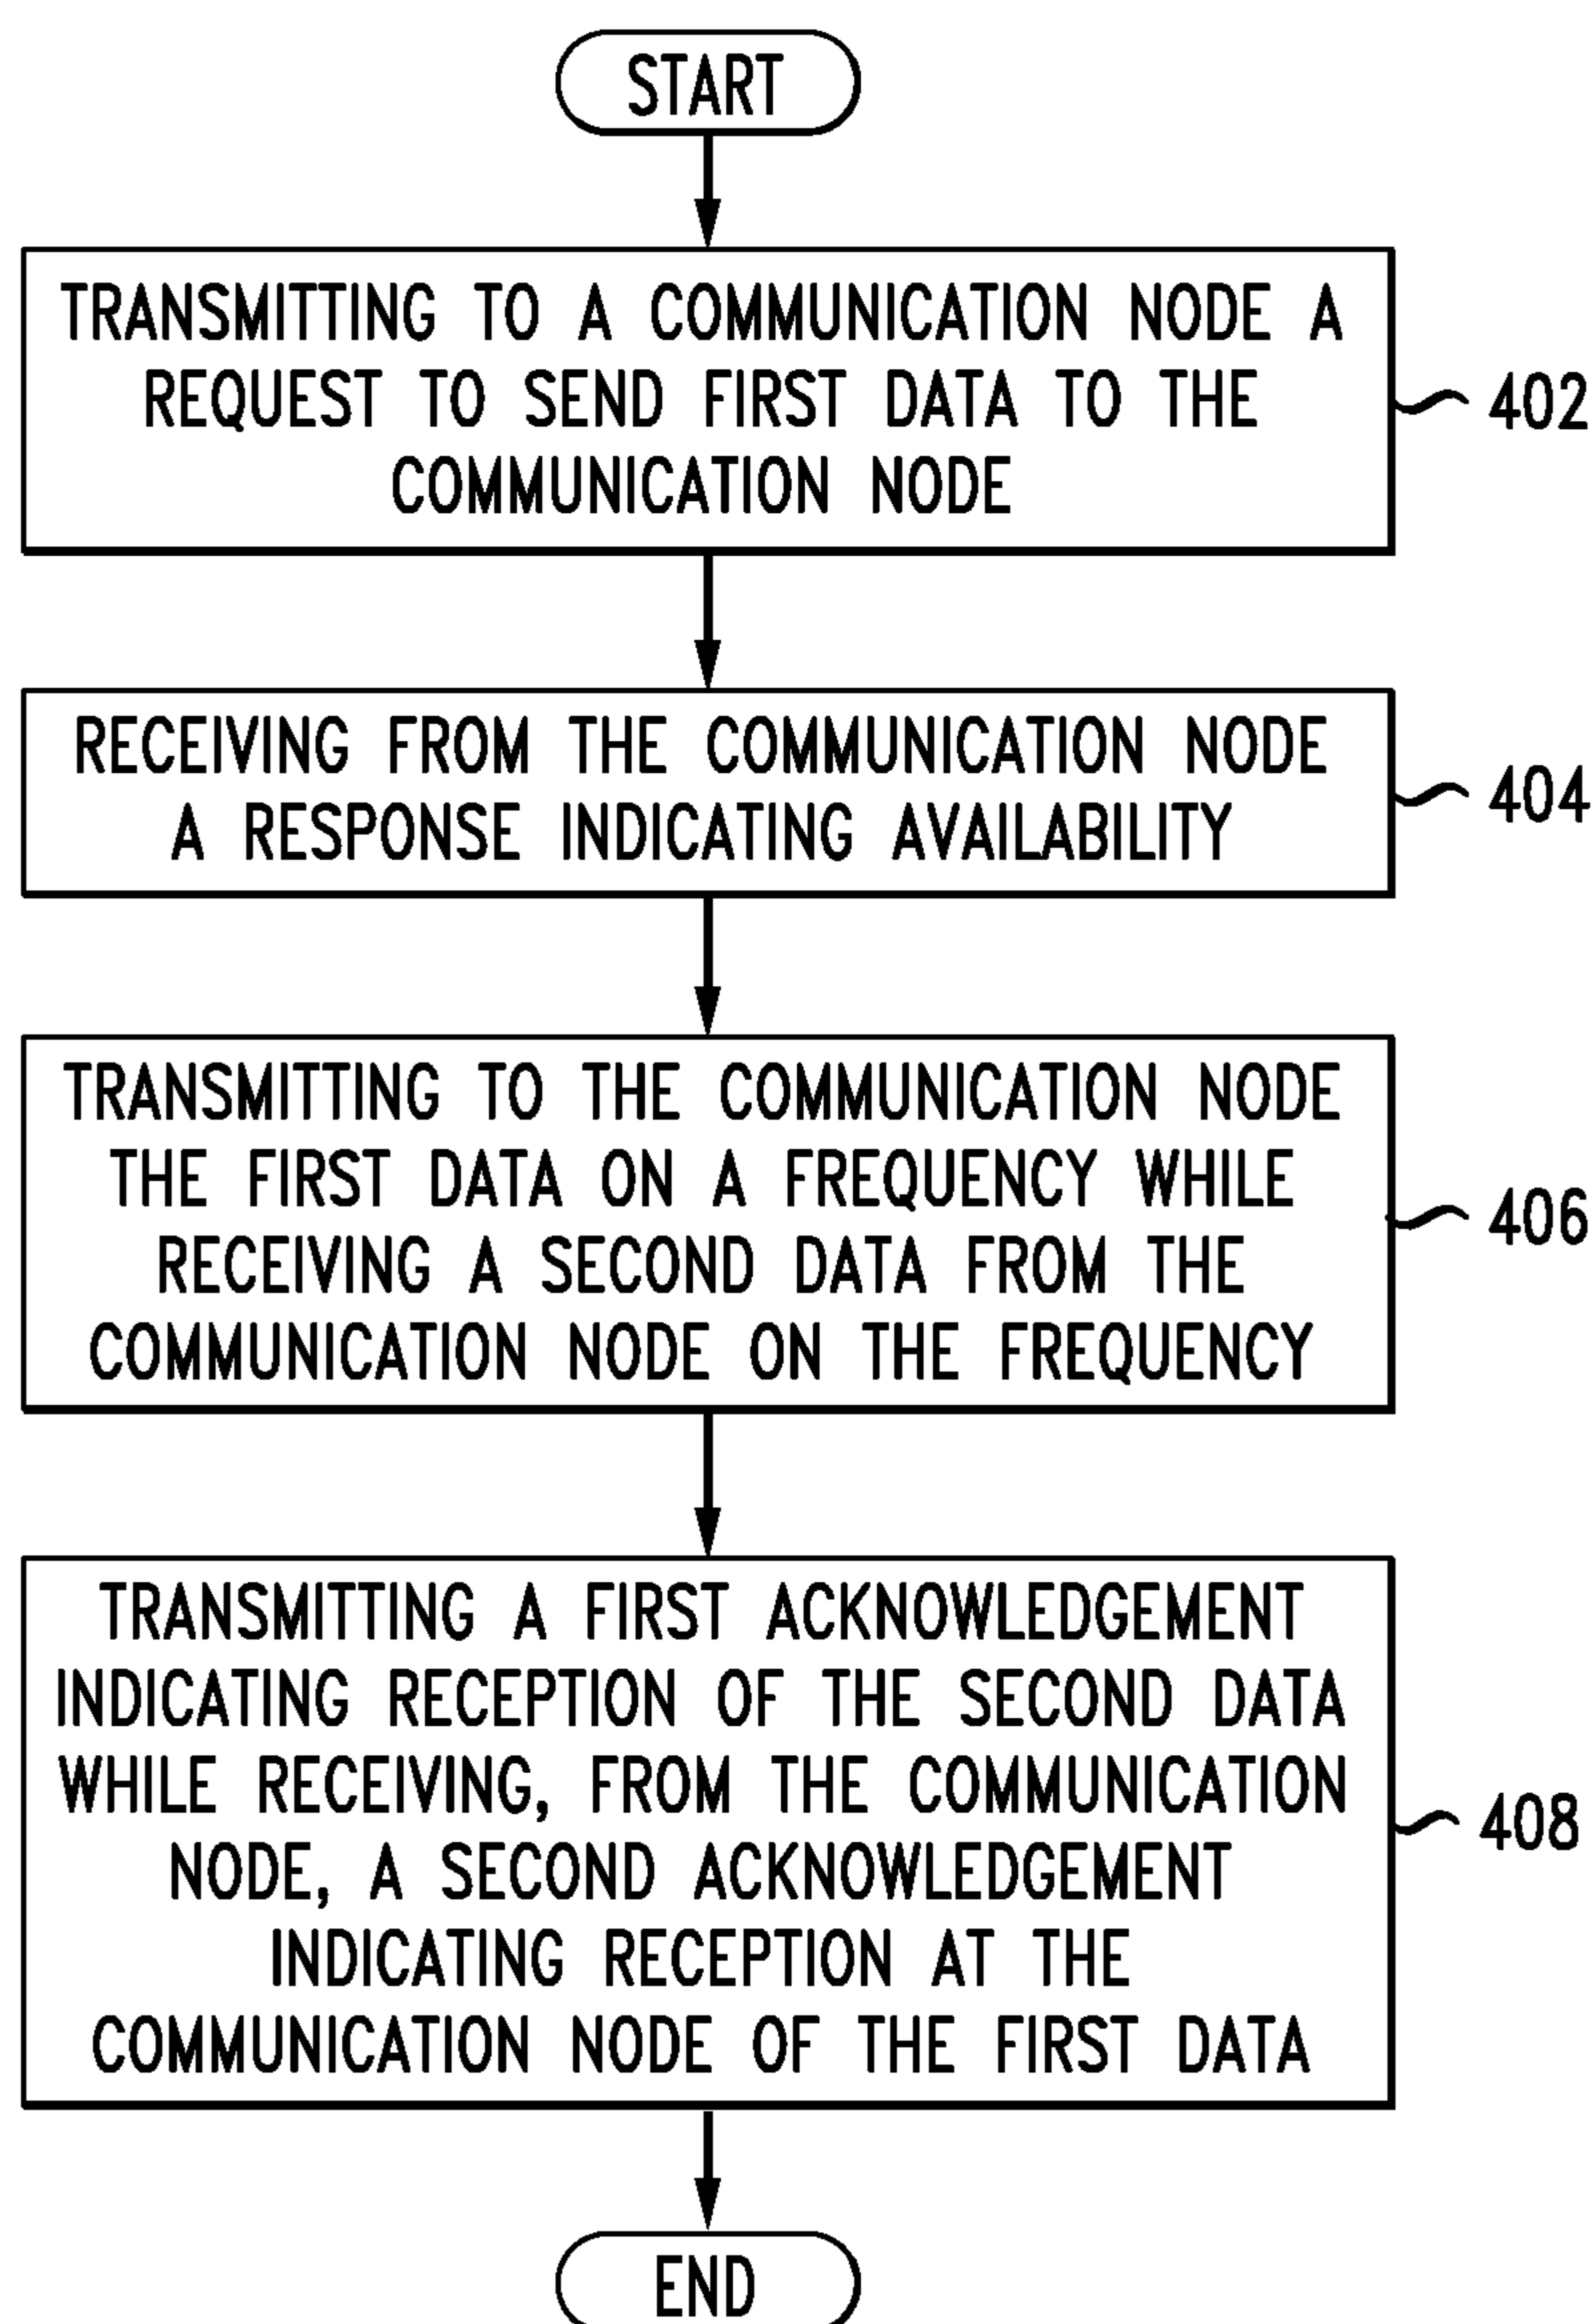 START
TRANSMITTING TO A COMMUNICATION NODE A
REQUEST TO SEND FIRST DATA TO THE
COMMUNICATION NODE
402
RECEIVING FROM THE COMMUNICATION NODE
A RESPONSE INDICATING AVAILABILITY
404
TRANSMITTING TO THE COMMUNICATION NODE
THE FIRST DATA ON A FREQUENCY WHILE
RECEIVING A SECOND DATA FROM THE
COMMUNICATION NODE ON THE FREQUENCY
406
TRANSMITTING A FIRST ACKNOWLEDGEMENT
INDICATING RECEPTION OF THE SECOND DATA
WHILE RECEIVING, FROM THE COMMUNICATION
NODE, A SECOND ACKNOWLEDGEMENT
INDICATING RECEPTION AT THE
COMMUNICATION NODE OF THE FIRST DATA
408
END